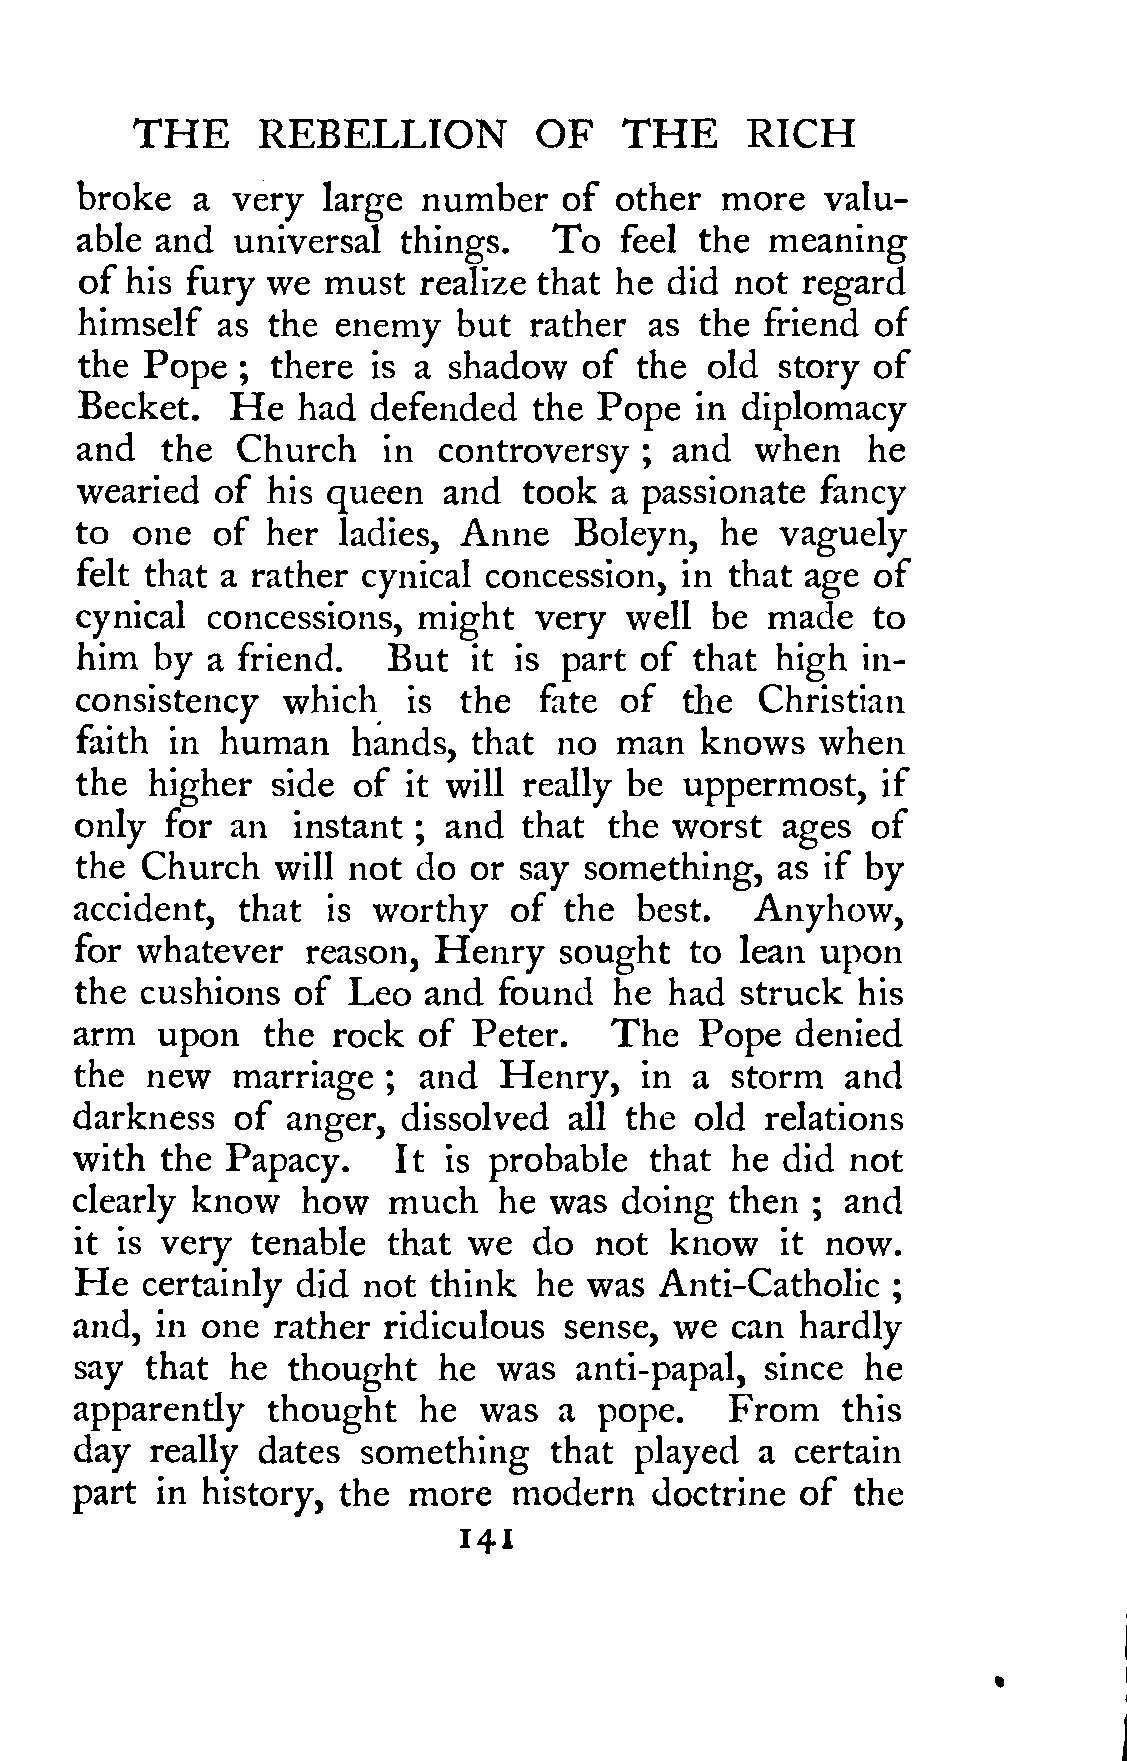 THE REBELLION OF THE RICH
broke a very large number of other more valu-
able and universal things. To feel the meaning
of his fury we must realize that he did not regard
himself as the enemy but rather as the friend of
the Pope ; there is a shadow of the old story of
Becket. He had defended the Pope in diplomacy
and the Church in controversy ; and when he
wearied of his queen and took a passionate fancy
to one of her ladies, Anne Boleyn, he vaguely
felt that a rather cynical concession, in that age of
cynical concessions, might very well be made to
him by a friend. But it is part of that high in-
consistency which is the fate of the Christian
faith in human hands, that no man knows when
the higher side of it will really be uppermost, if
only for an instant ; and that the worst ages of
the Church will not do or say something, as if by
accident, that is worthy of the best. Anyhow,
for whatever reason, Henry sought to lean upon
the cushions of Leo and found he had struck his
arm upon the rock of Peter. The Pope denied
the new marriage ; and Henry, in a storm and
darkness of anger, dissolved all the old relations
with the Papacy. It is probable that he did not
clearly know how much he was doing then ; and
it is very tenable that we do not know it now.
He certainly did not think he was Anti-Catholic ;
and, in one rather ridiculous sense, we can hardly
say that he thought he was anti-papal, since he
apparently thought he was a pope. From this
day really dates something that played a certain
part in history, the more modern doctrine of the
141